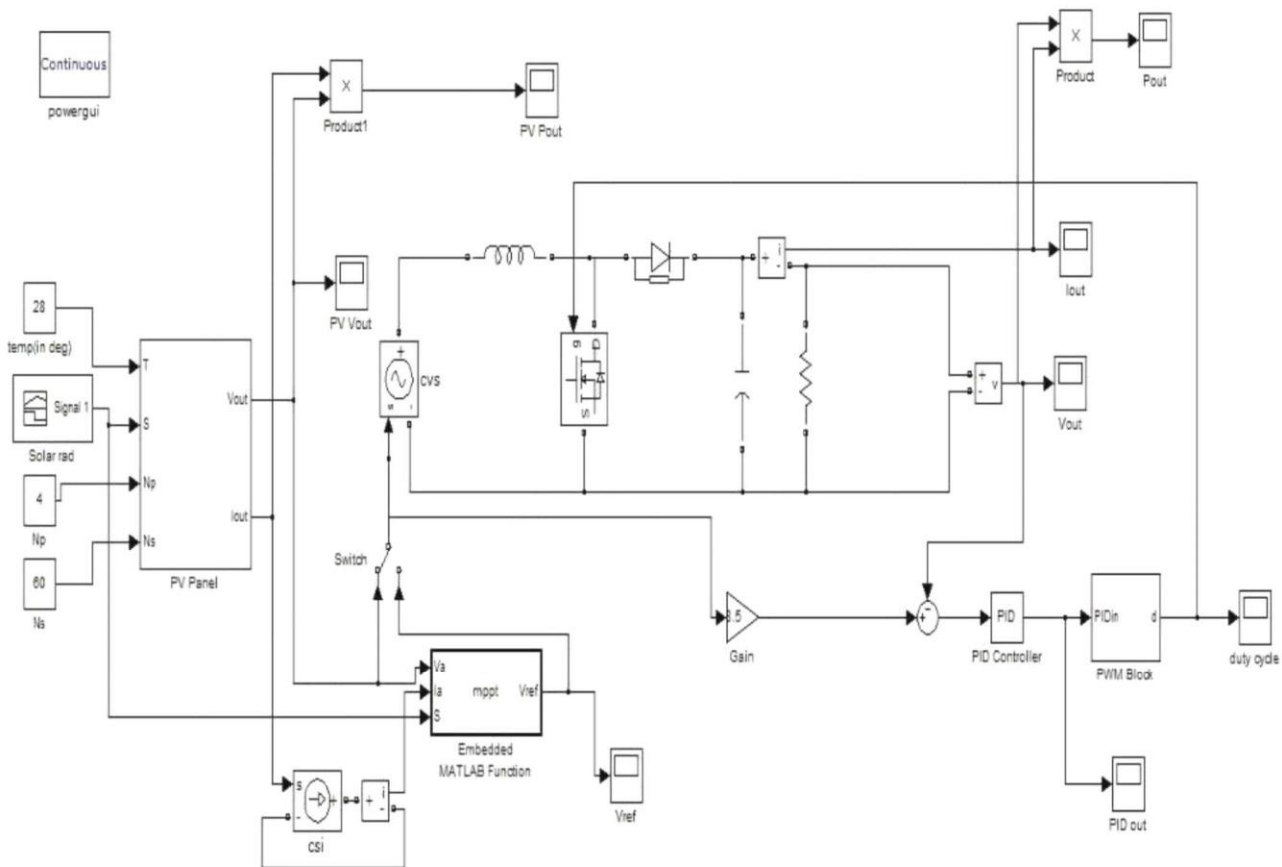 Continuous
powergui
X
Product1
PV Pout
X
Product
Pout
i
+
-
Iout
PV Vout
28
temp(in deg)
T
Signal 1
S
Solar rad
4
Np
Np
60
Ns
Ns
Vout
Iout
PV Panel
+
s
-
CVS
g
D
S
+
-
v
Vout
Switch
3.5
Gain
+
-
PID
PID Controller
PIDin
d
PWM Block
duty cycle
Va
Ia
S
mppt
Vref
Embedded
MATLAB Function
Vref
s
-
+
csi
+
i
-
PID out